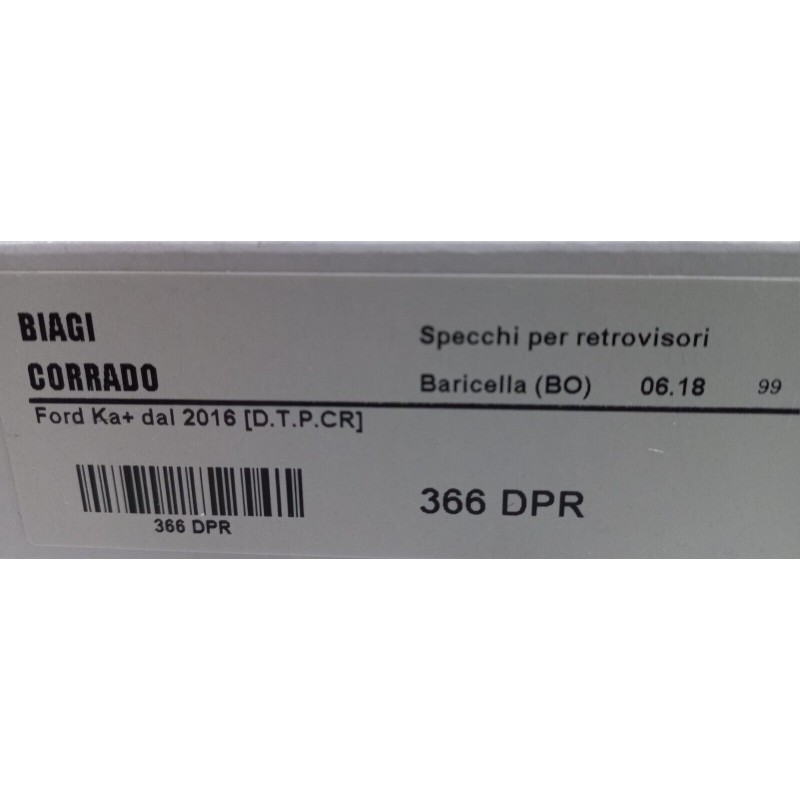 BIAGI
CORRADO
Specchi per retrovisori
Baricella (BO) 06.18 99
Ford Ka+ dal 2016 [D.T.P.CR]
366 DPR
366 DPR